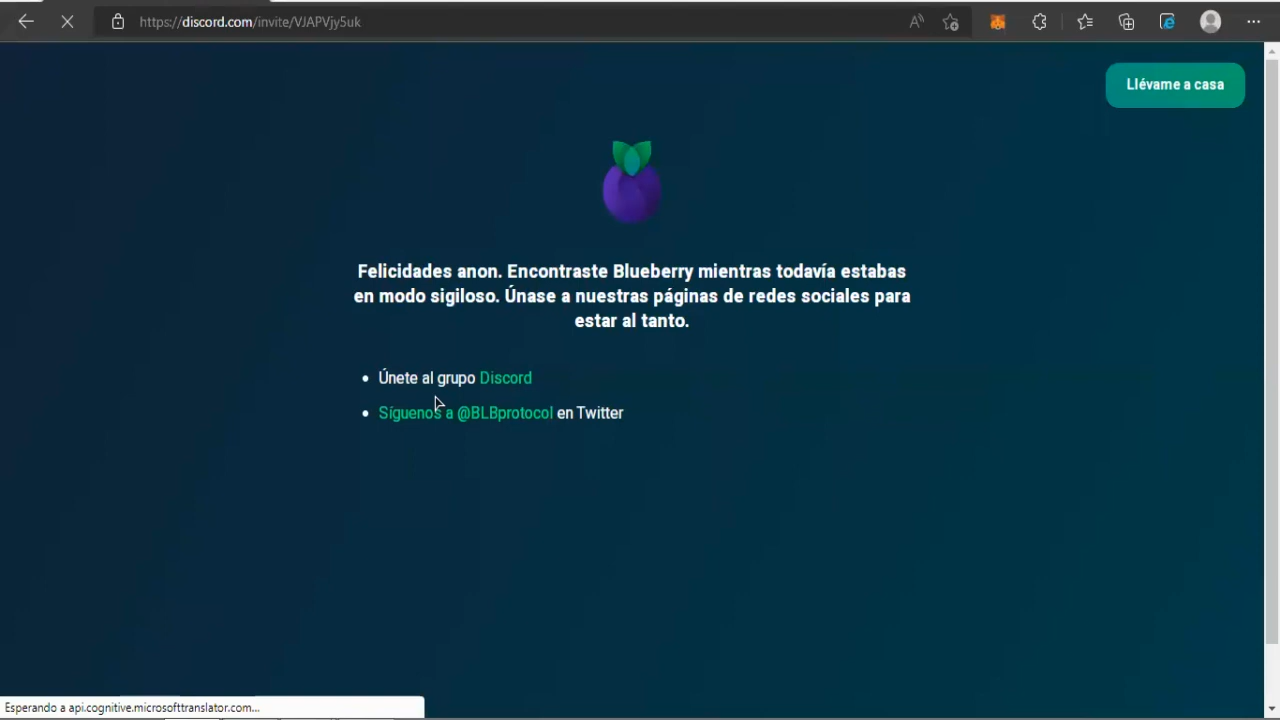 https://discord.com/invite/VJAPVjy5uk
Llévame a casa
Felicidades anon. Encontraste Blueberry mientras todavía estabas
en modo sigiloso. Únase a nuestras páginas de redes sociales para
estar al tanto.
Únete al grupo Discord
Síguenos a @BLBprotocol en Twitter
Esperando a api.cognitive.microsofttranslator.com...